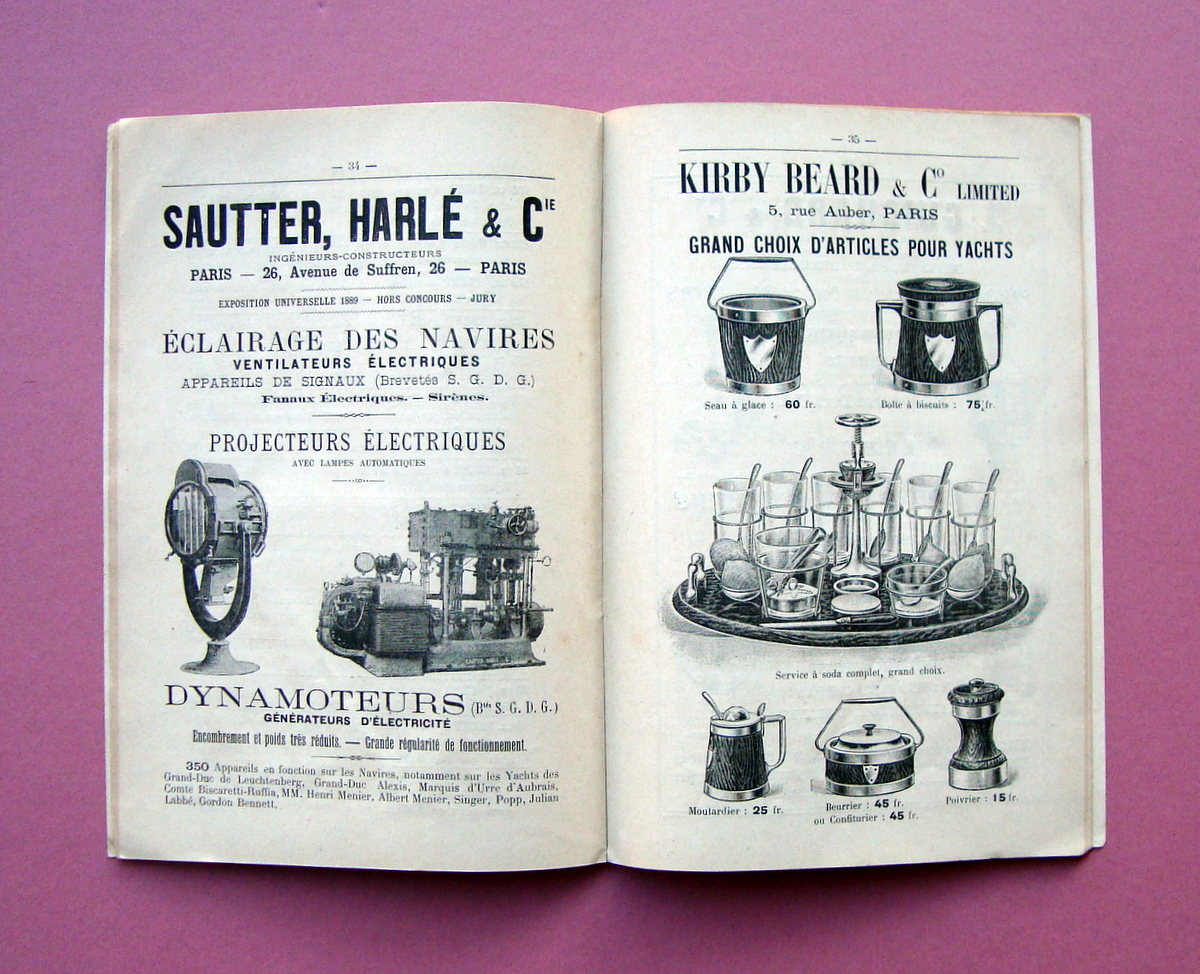 — 34 —
SAUTTER, HARLÉ & CIE
INGÉNIEURS-CONSTRUCTEURS
PARIS — 26, Avenue de Suffren, 26 — PARIS
EXPOSITION UNIVERSELLE 1889 — HORS CONCOURS — JURY
ÉCLAIRAGE DES NAVIRES
VENTILATEURS ÉLECTRIQUES
APPAREILS DE SIGNAUX (Brevetés S. G. D. G.)
Fanaux Électriques. — Sirènes.
PROJECTEURS ÉLECTRIQUES
AVEC LAMPES AUTOMATIQUES
DYNAMOTEURS (Btés S. G. D. G.)
GÉNÉRATEURS D'ÉLECTRICITÉ
Encombrement et poids très réduits. — Grande régularité de fonctionnement.
350 Appareils en fonction sur les Navires, notamment sur les Yachts des
Grand-Duc de Leuchtenberg, Grand-Duc Alexis, Marquis d'Urre d'Aubrais,
Comte Biscaretti-Ruffia, MM. Henri Menier, Albert Menier, Singer, Popp, Julian
Labbé, Gordon Bennett.
— 35 —
KIRBY BEARD & Co LIMITED
5, rue Auber, PARIS
GRAND CHOIX D'ARTICLES POUR YACHTS
Seau à glace : 60 fr.
Boîte à biscuits : 75 fr.
Service à soda complet, grand choix.
Moutardier : 25 fr.
Beurrier : 45 fr.
ou Confiturier : 45 fr.
Poivrier : 15 fr.